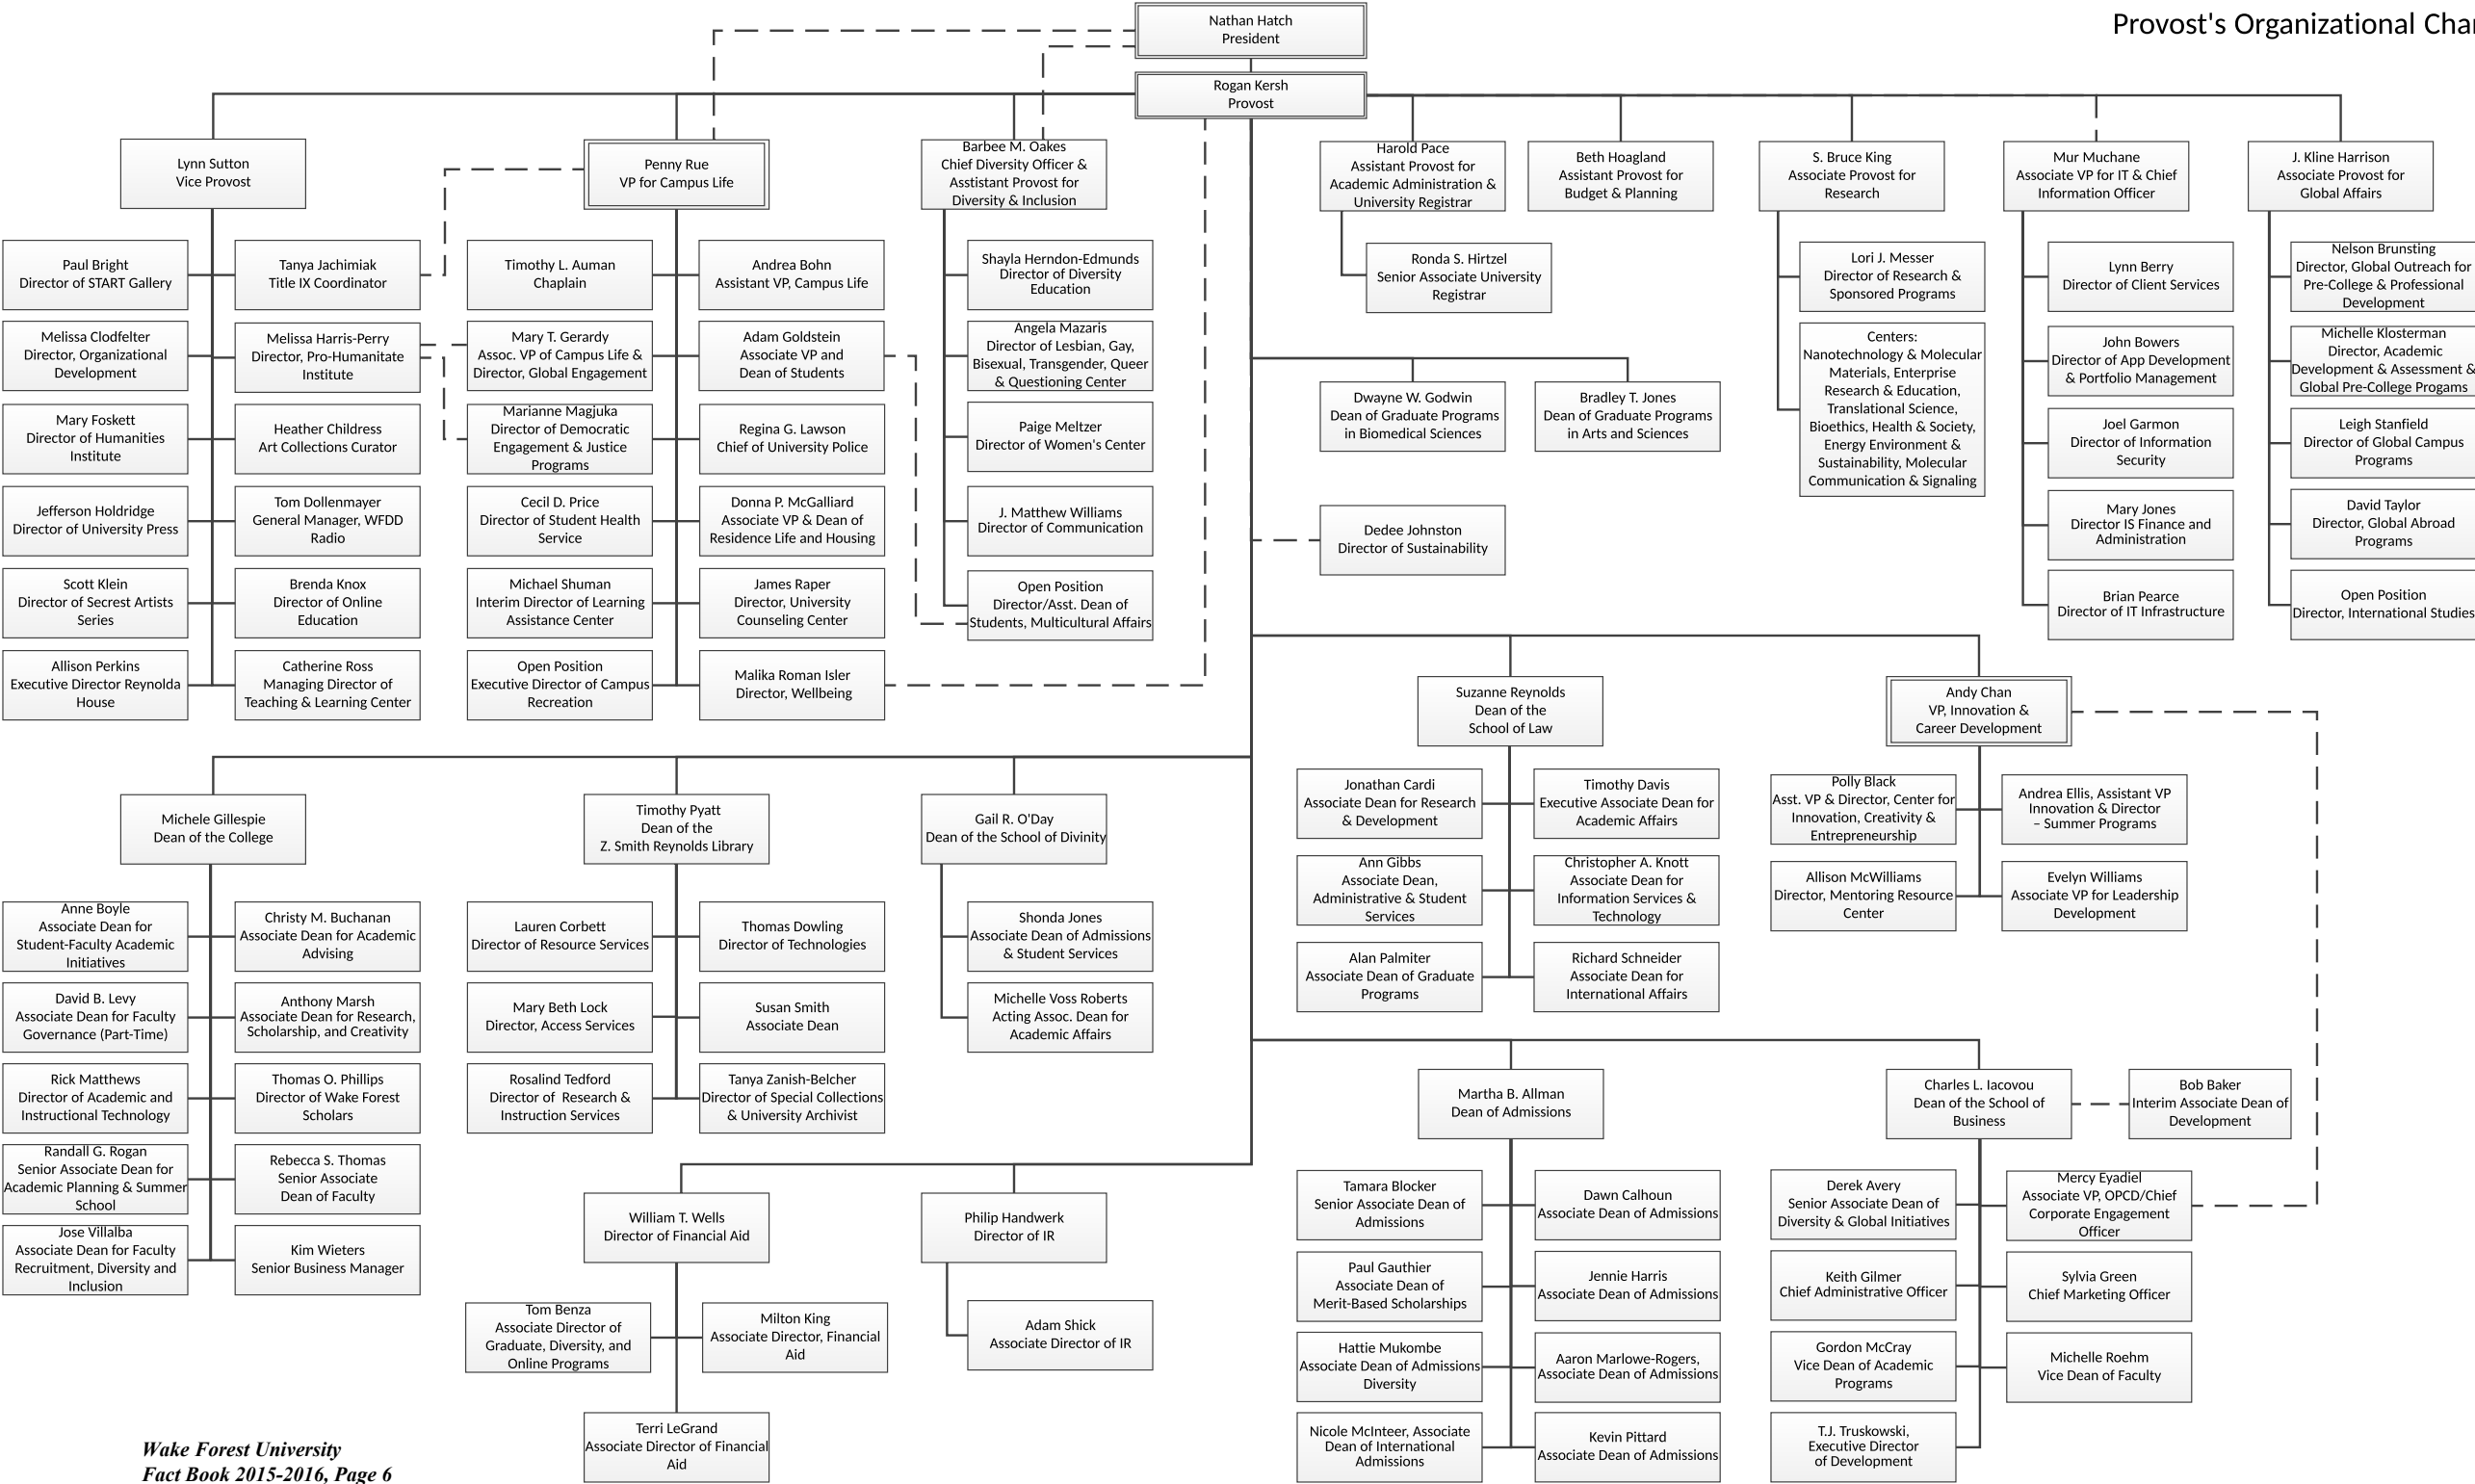 Provost's Organizational Char
Nathan Hatch
President
Rogan Kersh
Provost
Lynn Sutton
Vice Provost
Penny Rue
VP for Campus Life
Barbee M. Oakes
Chief Diversity Officer &
Asstistant Provost for
Diversity & Inclusion
Harold Pace
Assistant Provost for
Academic Administration &
University Registrar
Beth Hoagland
Assistant Provost for
Budget & Planning
S. Bruce King
Associate Provost for
Research
Mur Muchane
Associate VP for IT & Chief
Information Officer
J. Kline Harrison
Associate Provost for
Global Affairs
Paul Bright
Director of START Gallery
Tanya Jachimiak
Title IX Coordinator
Melissa Clodfelter
Director, Organizational
Development
Melissa Harris-Perry
Director, Pro-Humanitate
Institute
Mary Foskett
Director of Humanities
Institute
Heather Childress
Art Collections Curator
Jefferson Holdridge
Director of University Press
Tom Dollenmayer
General Manager, WFDD
Radio
Scott Klein
Director of Secrest Artists
Series
Brenda Knox
Director of Online
Education
Allison Perkins
Executive Director Reynolda
House
Catherine Ross
Managing Director of
Teaching & Learning Center
Timothy L. Auman
Chaplain
Andrea Bohn
Assistant VP, Campus Life
Mary T. Gerardy
Assoc. VP of Campus Life &
Director, Global Engagement
Adam Goldstein
Associate VP and
Dean of Students
Marianne Magjuka
Director of Democratic
Engagement & Justice
Programs
Regina G. Lawson
Chief of University Police
Cecil D. Price
Director of Student Health
Service
Donna P. McGalliard
Associate VP & Dean of
Residence Life and Housing
Michael Shuman
Interim Director of Learning
Assistance Center
James Raper
Director, University
Counseling Center
Open Position
Executive Director of Campus
Recreation
Malika Roman Isler
Director, Wellbeing
Shayla Herndon-Edmunds
Director of Diversity
Education
Angela Mazaris
Director of Lesbian, Gay,
Bisexual, Transgender, Queer
& Questioning Center
Paige Meltzer
Director of Women's Center
J. Matthew Williams
Director of Communication
Open Position
Director/Asst. Dean of
Students, Multicultural Affairs
Ronda S. Hirtzel
Senior Associate University
Registrar
Dwayne W. Godwin
Dean of Graduate Programs
in Biomedical Sciences
Bradley T. Jones
Dean of Graduate Programs
in Arts and Sciences
Dedee Johnston
Director of Sustainability
Lori J. Messer
Director of Research &
Sponsored Programs
Centers:
Nanotechnology & Molecular
Materials, Enterprise
Research & Education,
Translational Science,
Bioethics, Health & Society,
Energy Environment &
Sustainability, Molecular
Communication & Signaling
Lynn Berry
Director of Client Services
John Bowers
Director of App Development
& Portfolio Management
Joel Garmon
Director of Information
Security
Mary Jones
Director IS Finance and
Administration
Brian Pearce
Director of IT Infrastructure
Nelson Brunsting
Director, Global Outreach for
Pre-College & Professional
Development
Michelle Klosterman
Director, Academic
Development & Assessment &
Global Pre-College Progams
Leigh Stanfield
Director of Global Campus
Programs
David Taylor
Director, Global Abroad
Programs
Open Position
Director, International Studies
Suzanne Reynolds
Dean of the
School of Law
Andy Chan
VP, Innovation &
Career Development
Jonathan Cardi
Associate Dean for Research
& Development
Timothy Davis
Executive Associate Dean for
Academic Affairs
Ann Gibbs
Associate Dean,
Administrative & Student
Services
Christopher A. Knott
Associate Dean for
Information Services &
Technology
Alan Palmiter
Associate Dean of Graduate
Programs
Richard Schneider
Associate Dean for
International Affairs
Polly Black
Asst. VP & Director, Center for
Innovation, Creativity &
Entrepreneurship
Andrea Ellis, Assistant VP
Innovation & Director
– Summer Programs
Allison McWilliams
Director, Mentoring Resource
Center
Evelyn Williams
Associate VP for Leadership
Development
Michele Gillespie
Dean of the College
Timothy Pyatt
Dean of the
Z. Smith Reynolds Library
Gail R. O'Day
Dean of the School of Divinity
Anne Boyle
Associate Dean for
Student-Faculty Academic
Initiatives
Christy M. Buchanan
Associate Dean for Academic
Advising
David B. Levy
Associate Dean for Faculty
Governance (Part-Time)
Anthony Marsh
Associate Dean for Research,
Scholarship, and Creativity
Rick Matthews
Director of Academic and
Instructional Technology
Thomas O. Phillips
Director of Wake Forest
Scholars
Randall G. Rogan
Senior Associate Dean for
Academic Planning & Summer
School
Rebecca S. Thomas
Senior Associate
Dean of Faculty
Jose Villalba
Associate Dean for Faculty
Recruitment, Diversity and
Inclusion
Kim Wieters
Senior Business Manager
Lauren Corbett
Director of Resource Services
Thomas Dowling
Director of Technologies
Mary Beth Lock
Director, Access Services
Susan Smith
Associate Dean
Rosalind Tedford
Director of Research &
Instruction Services
Tanya Zanish-Belcher
Director of Special Collections
& University Archivist
Shonda Jones
Associate Dean of Admissions
& Student Services
Michelle Voss Roberts
Acting Assoc. Dean for
Academic Affairs
William T. Wells
Director of Financial Aid
Philip Handwerk
Director of IR
Tom Benza
Associate Director of
Graduate, Diversity, and
Online Programs
Milton King
Associate Director, Financial
Aid
Adam Shick
Associate Director of IR
Terri LeGrand
Associate Director of Financial
Aid
Martha B. Allman
Dean of Admissions
Charles L. Iacovou
Dean of the School of
Business
Bob Baker
Interim Associate Dean of
Development
Tamara Blocker
Senior Associate Dean of
Admissions
Dawn Calhoun
Associate Dean of Admissions
Paul Gauthier
Associate Dean of
Merit-Based Scholarships
Jennie Harris
Associate Dean of Admissions
Hattie Mukombe
Associate Dean of Admissions
Diversity
Aaron Marlowe-Rogers,
Associate Dean of Admissions
Nicole McInteer, Associate
Dean of International
Admissions
Kevin Pittard
Associate Dean of Admissions
Derek Avery
Senior Associate Dean of
Diversity & Global Initiatives
Mercy Eyadiel
Associate VP, OPCD/Chief
Corporate Engagement
Officer
Keith Gilmer
Chief Administrative Officer
Sylvia Green
Chief Marketing Officer
Gordon McCray
Vice Dean of Academic
Programs
Michelle Roehm
Vice Dean of Faculty
T.J. Truskowski,
Executive Director
of Development
Wake Forest University
Fact Book 2015-2016, Page 6